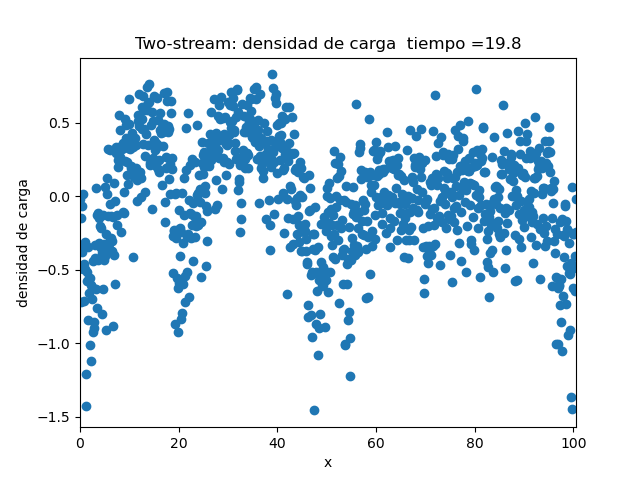 Two-stream: densidad de carga  tiempo =19.8
densidad de carga
0.5
0.0
−0.5
−1.0
−1.5
0 20 40 60 80 100
x